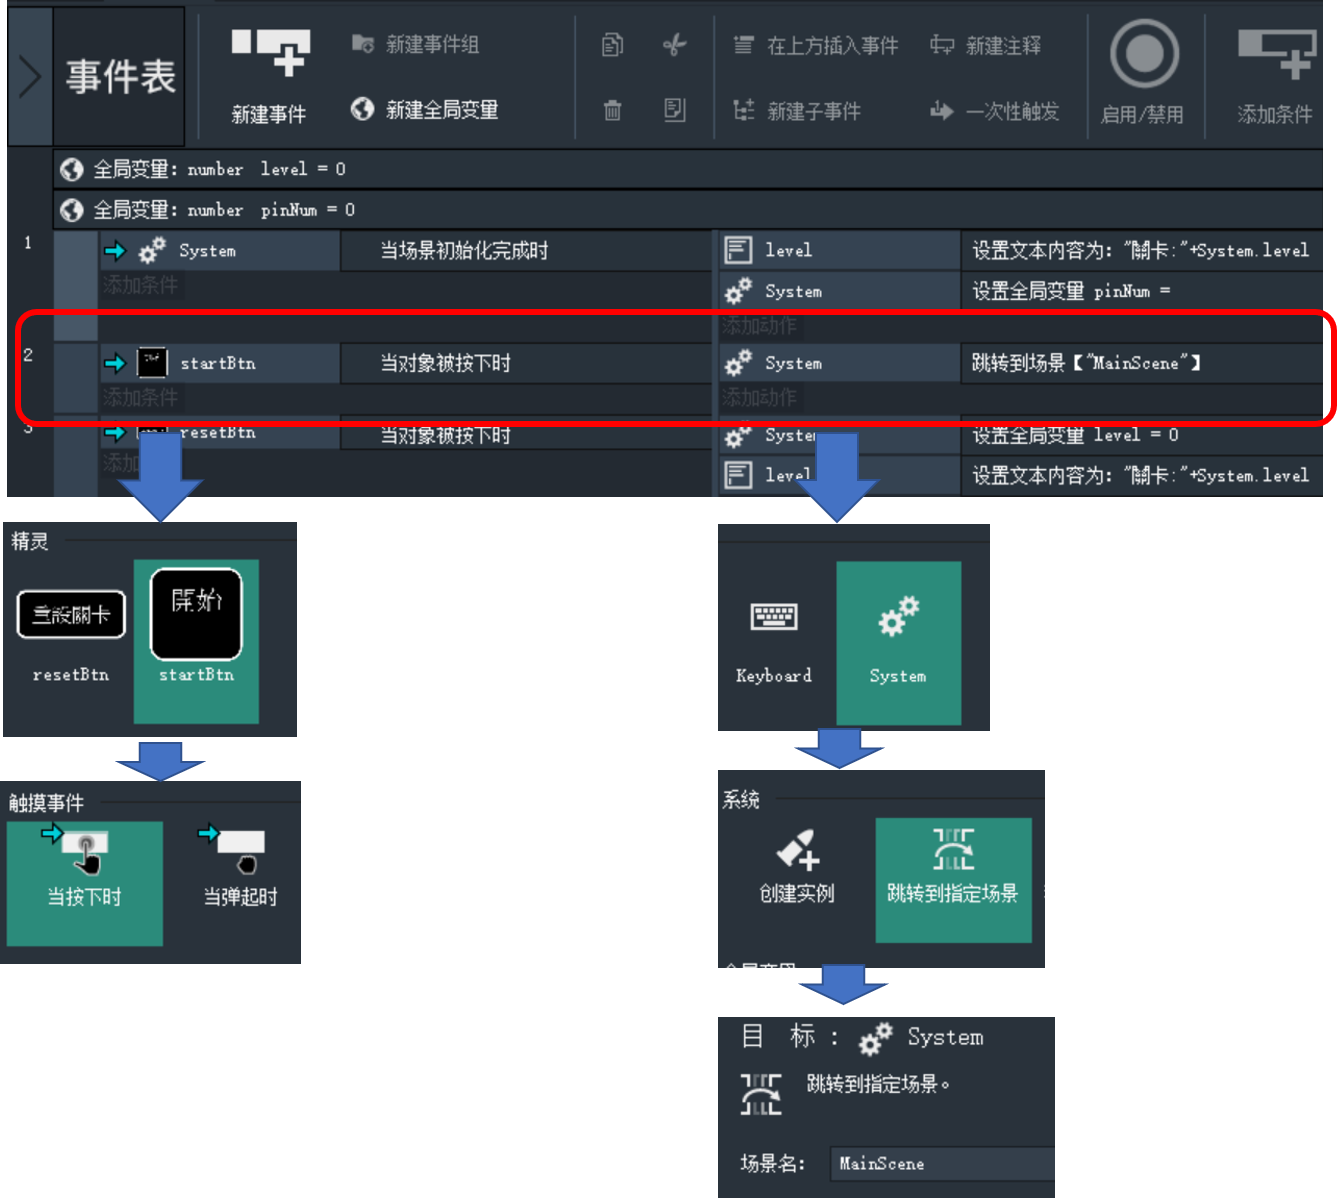 事件表
新建事件
新建事件组
新建全局变量
在上方插入事件
新建注释
新建子事件
一次性触发
启用/禁用
添加条件
全局变量: number level = 0
全局变量: number pinNum = 0
1 System 当场景初始化完成时 level 设置文本内容为: "關卡:"+System.level
添加条件 System 设置全局变量 pinNum =
添加动作
2 startBtn 当对象被按下时 System 跳转到场景【"MainScene"】
添加条件 添加动作
3 resetBtn 当对象被按下时 System 设置全局变量 level = 0
添加 level 设置文本内容为: "關卡:"+System.level
精灵
重設關卡
開始
resetBtn startBtn
触摸事件
当按下时 当弹起时
Keyboard System
系统
创建实例 跳转到指定场景
全局变量
目 标 : System
跳转到指定场景。
场景名: MainScene